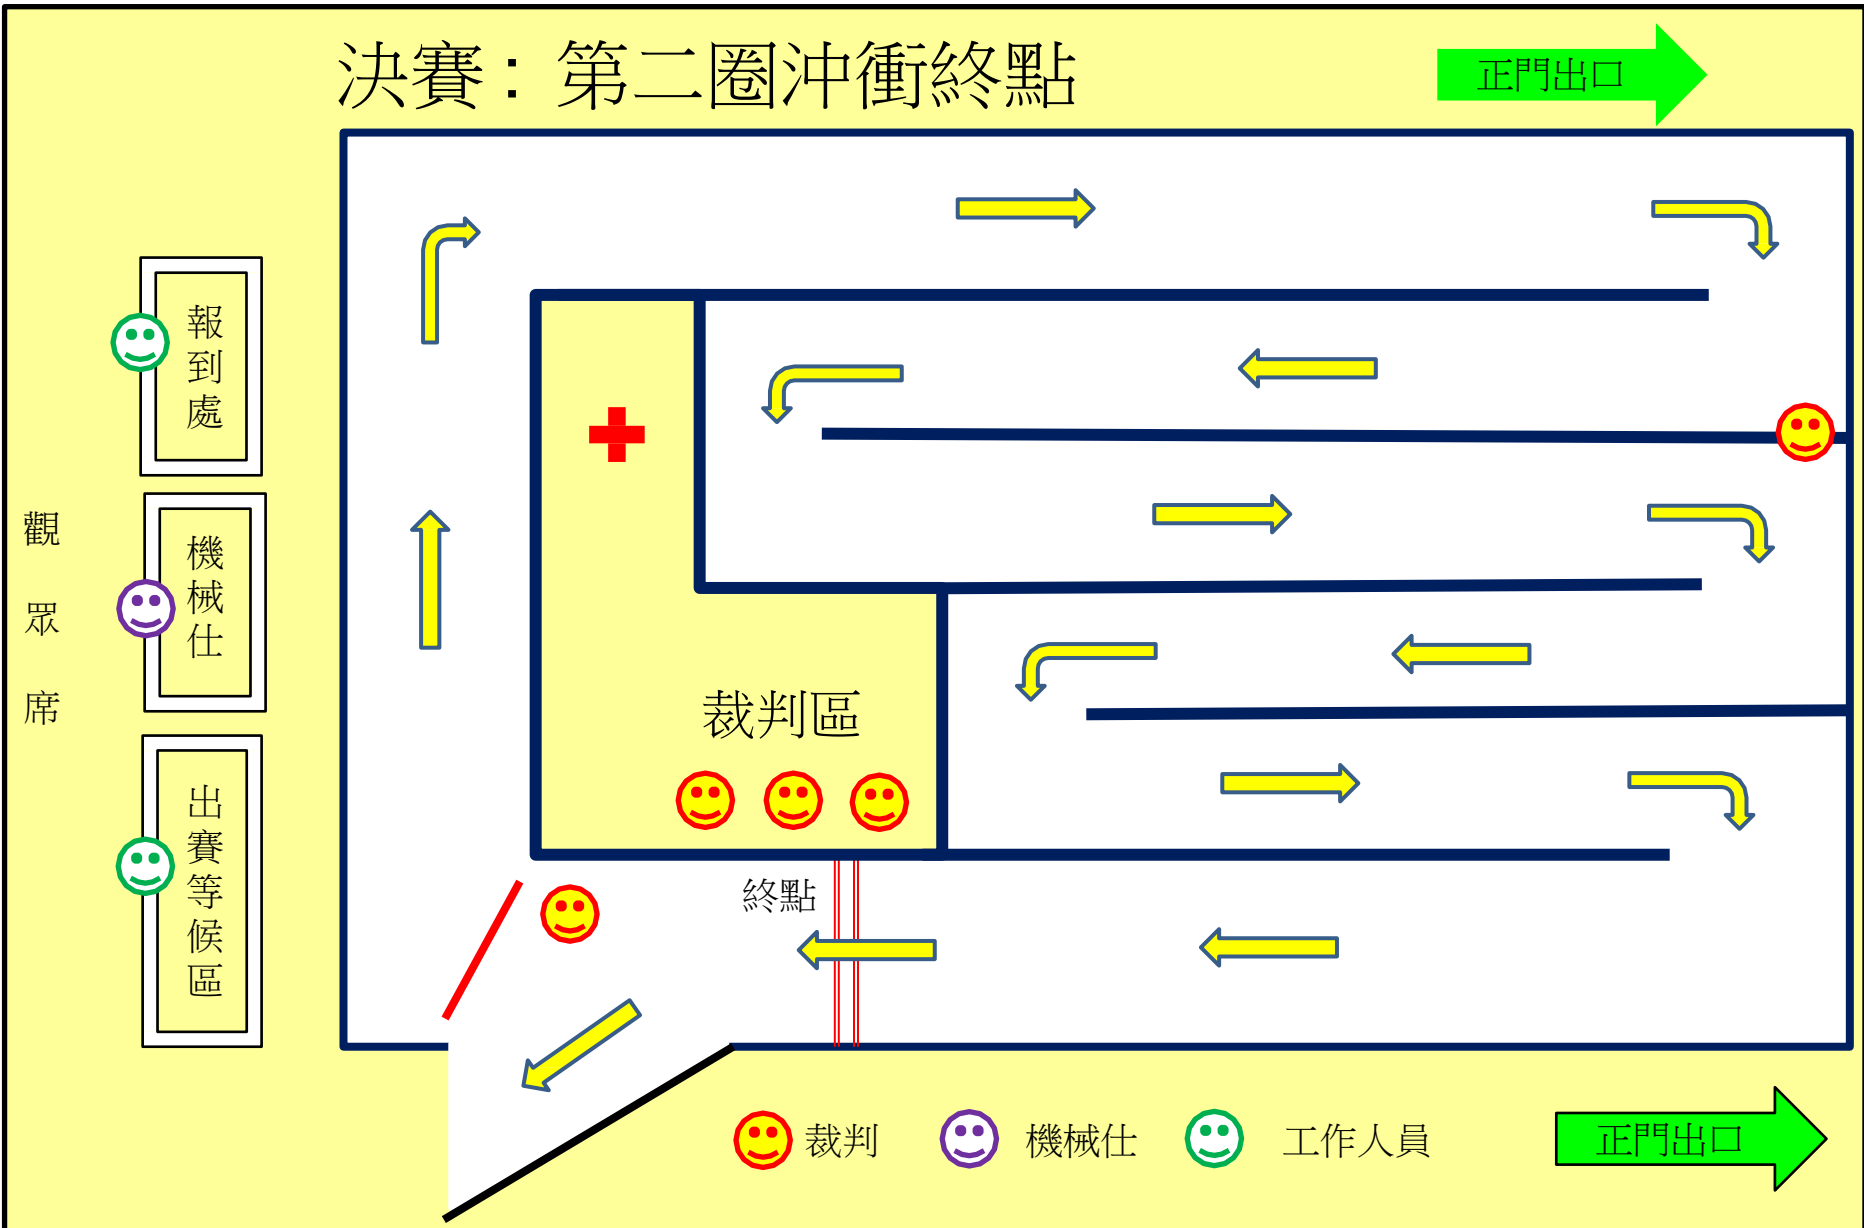 決賽：第二圈沖衝終點
正門出口
報到處
機械仕
觀眾席
出賽等候區
裁判區
終點
裁判
機械仕
工作人員
正門出口